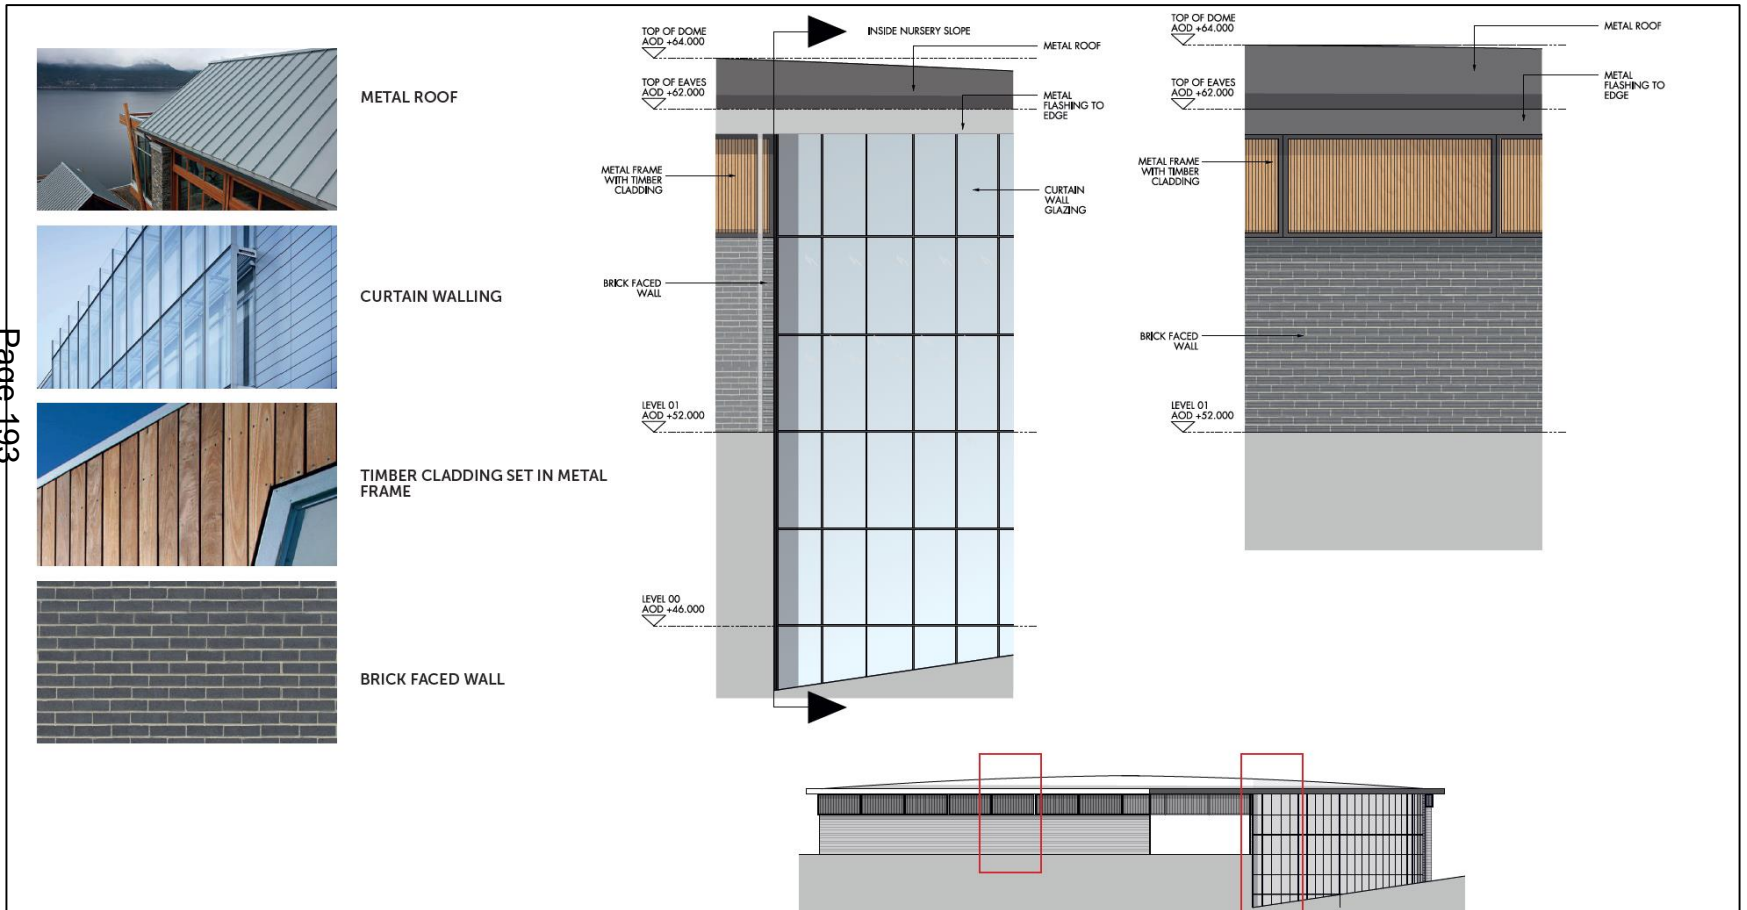 METAL ROOF
CURTAIN WALLING
TIMBER CLADDING SET IN METAL
FRAME
BRICK FACED WALL
Page 193
TOP OF DOME
AOD +64.000
INSIDE NURSERY SLOPE
METAL ROOF
TOP OF EAVES
AOD +62.000
METAL
FLASHING TO
EDGE
METAL FRAME
WITH TIMBER
CLADDING
CURTAIN
WALL
GLAZING
BRICK FACED
WALL
LEVEL 01
AOD +52.000
LEVEL 00
AOD +46.000
TOP OF DOME
AOD +64.000
METAL ROOF
TOP OF EAVES
AOD +62.000
METAL
FLASHING TO
EDGE
METAL FRAME
WITH TIMBER
CLADDING
BRICK FACED
WALL
LEVEL 01
AOD +52.000